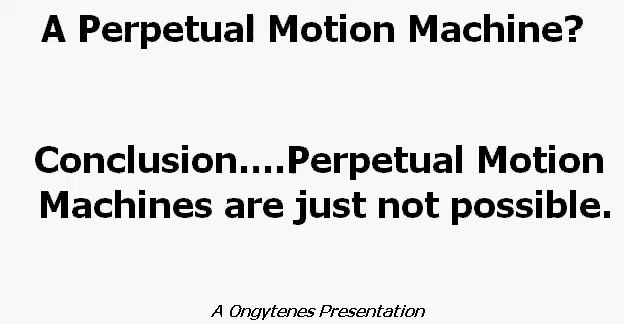 A Perpetual Motion Machine?
Conclusion....Perpetual Motion
Machines are just not possible.
A Ongytenes Presentation